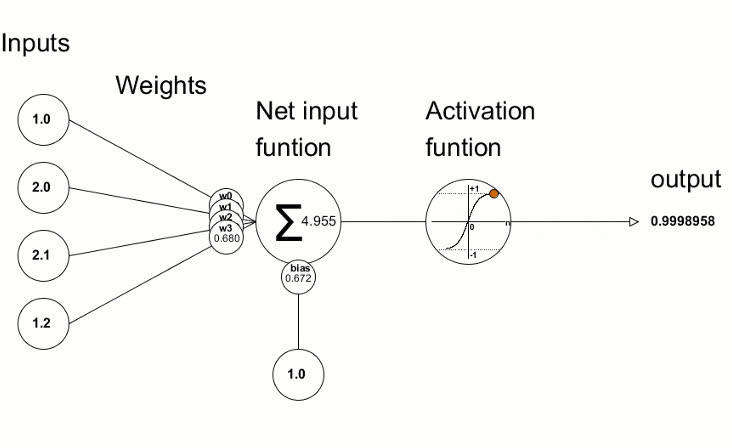 Inputs
Weights
Net input
funtion
Activation
funtion
output
1.0
2.0
2.1
1.2
w0
w1
w2
w3
0.680
Σ 4.955
bias
0.672
1.0
+1
0
n
-1
0.9998958